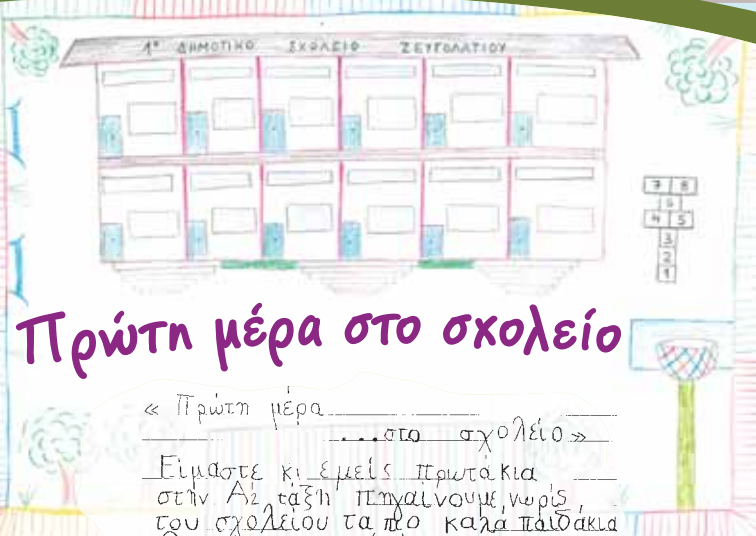 1ο ΔΗΜΟΤΙΚΟ ΣΧΟΛΕΙΟ ΖΕΥΓΟΛΑΤΙΟΥ
7 8
6
4 5
3
2
1
Πρώτη μέρα στο σχολείο
« Πρώτη μέρα
...στο σχολείο »
Είμαστε κι εμείς πρωτάκια
στην Α2 τάξη πηγαίνουμε νωρίς,
του σχολείου τα πιο καλά παιδάκια